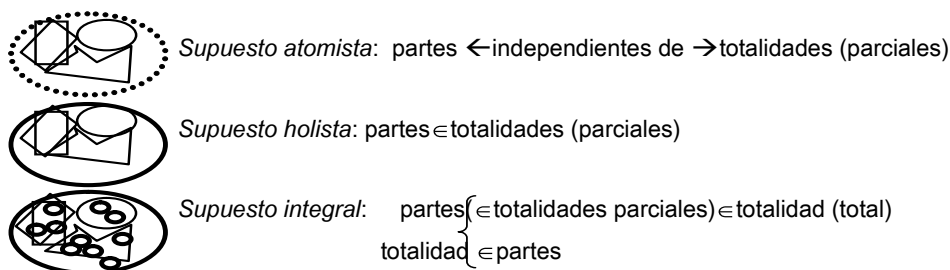 Supuesto atomista: partes ←independientes de →totalidades (parciales)
Supuesto holista: partes∈totalidades (parciales)
Supuesto integral: partes(∈totalidades parciales)∈totalidad (total)
totalidad ∈partes